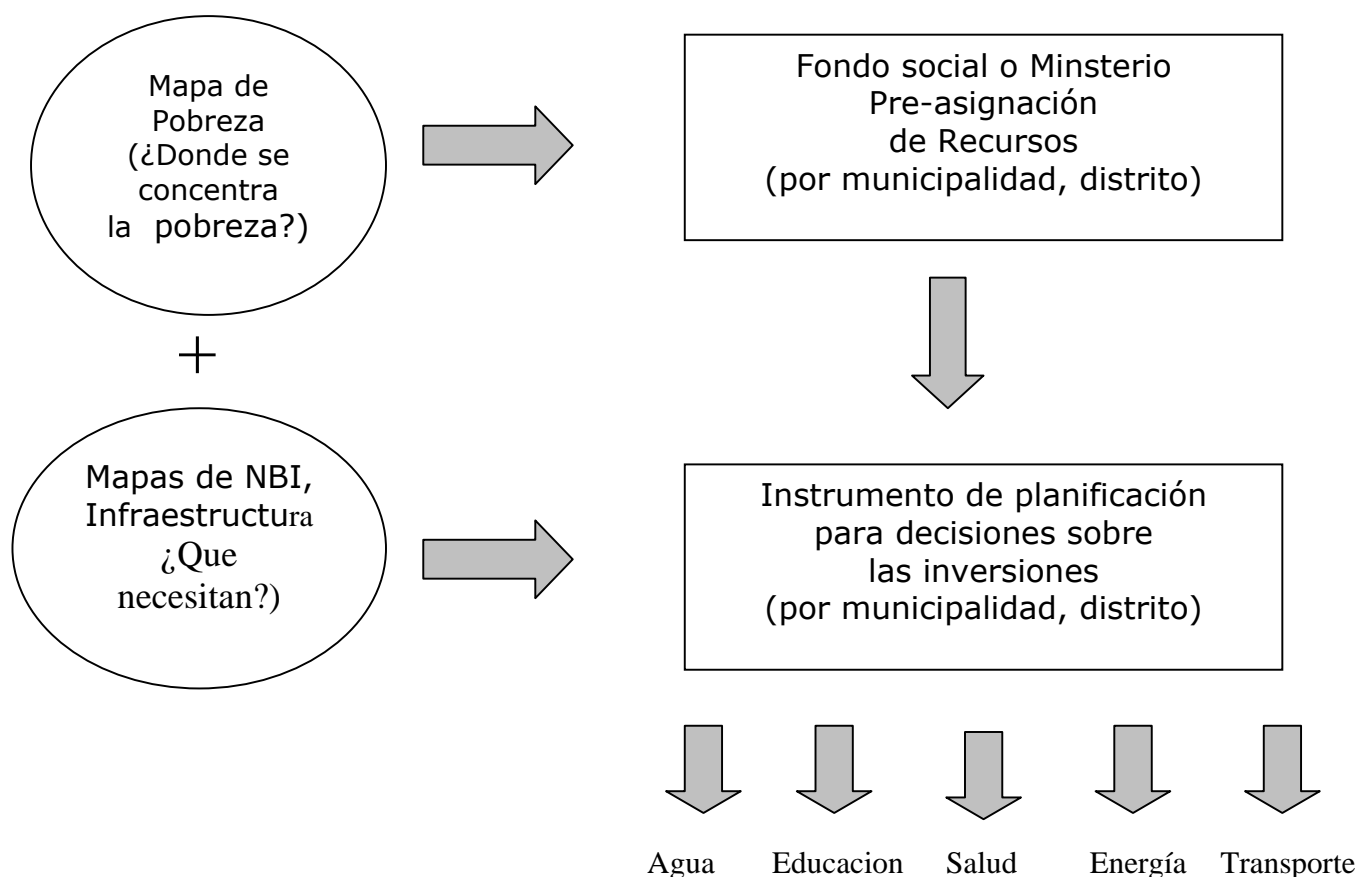 Mapa de
Pobreza
(¿Donde se
concentra
la pobreza?)
Fondo social o Minsterio
Pre-asignación
de Recursos
(por municipalidad, distrito)
+
Mapas de NBI,
Infraestructura
¿Que
necesitan?)
Instrumento de planificación
para decisiones sobre
las inversiones
(por municipalidad, distrito)
Agua Educacion Salud Energía Transporte